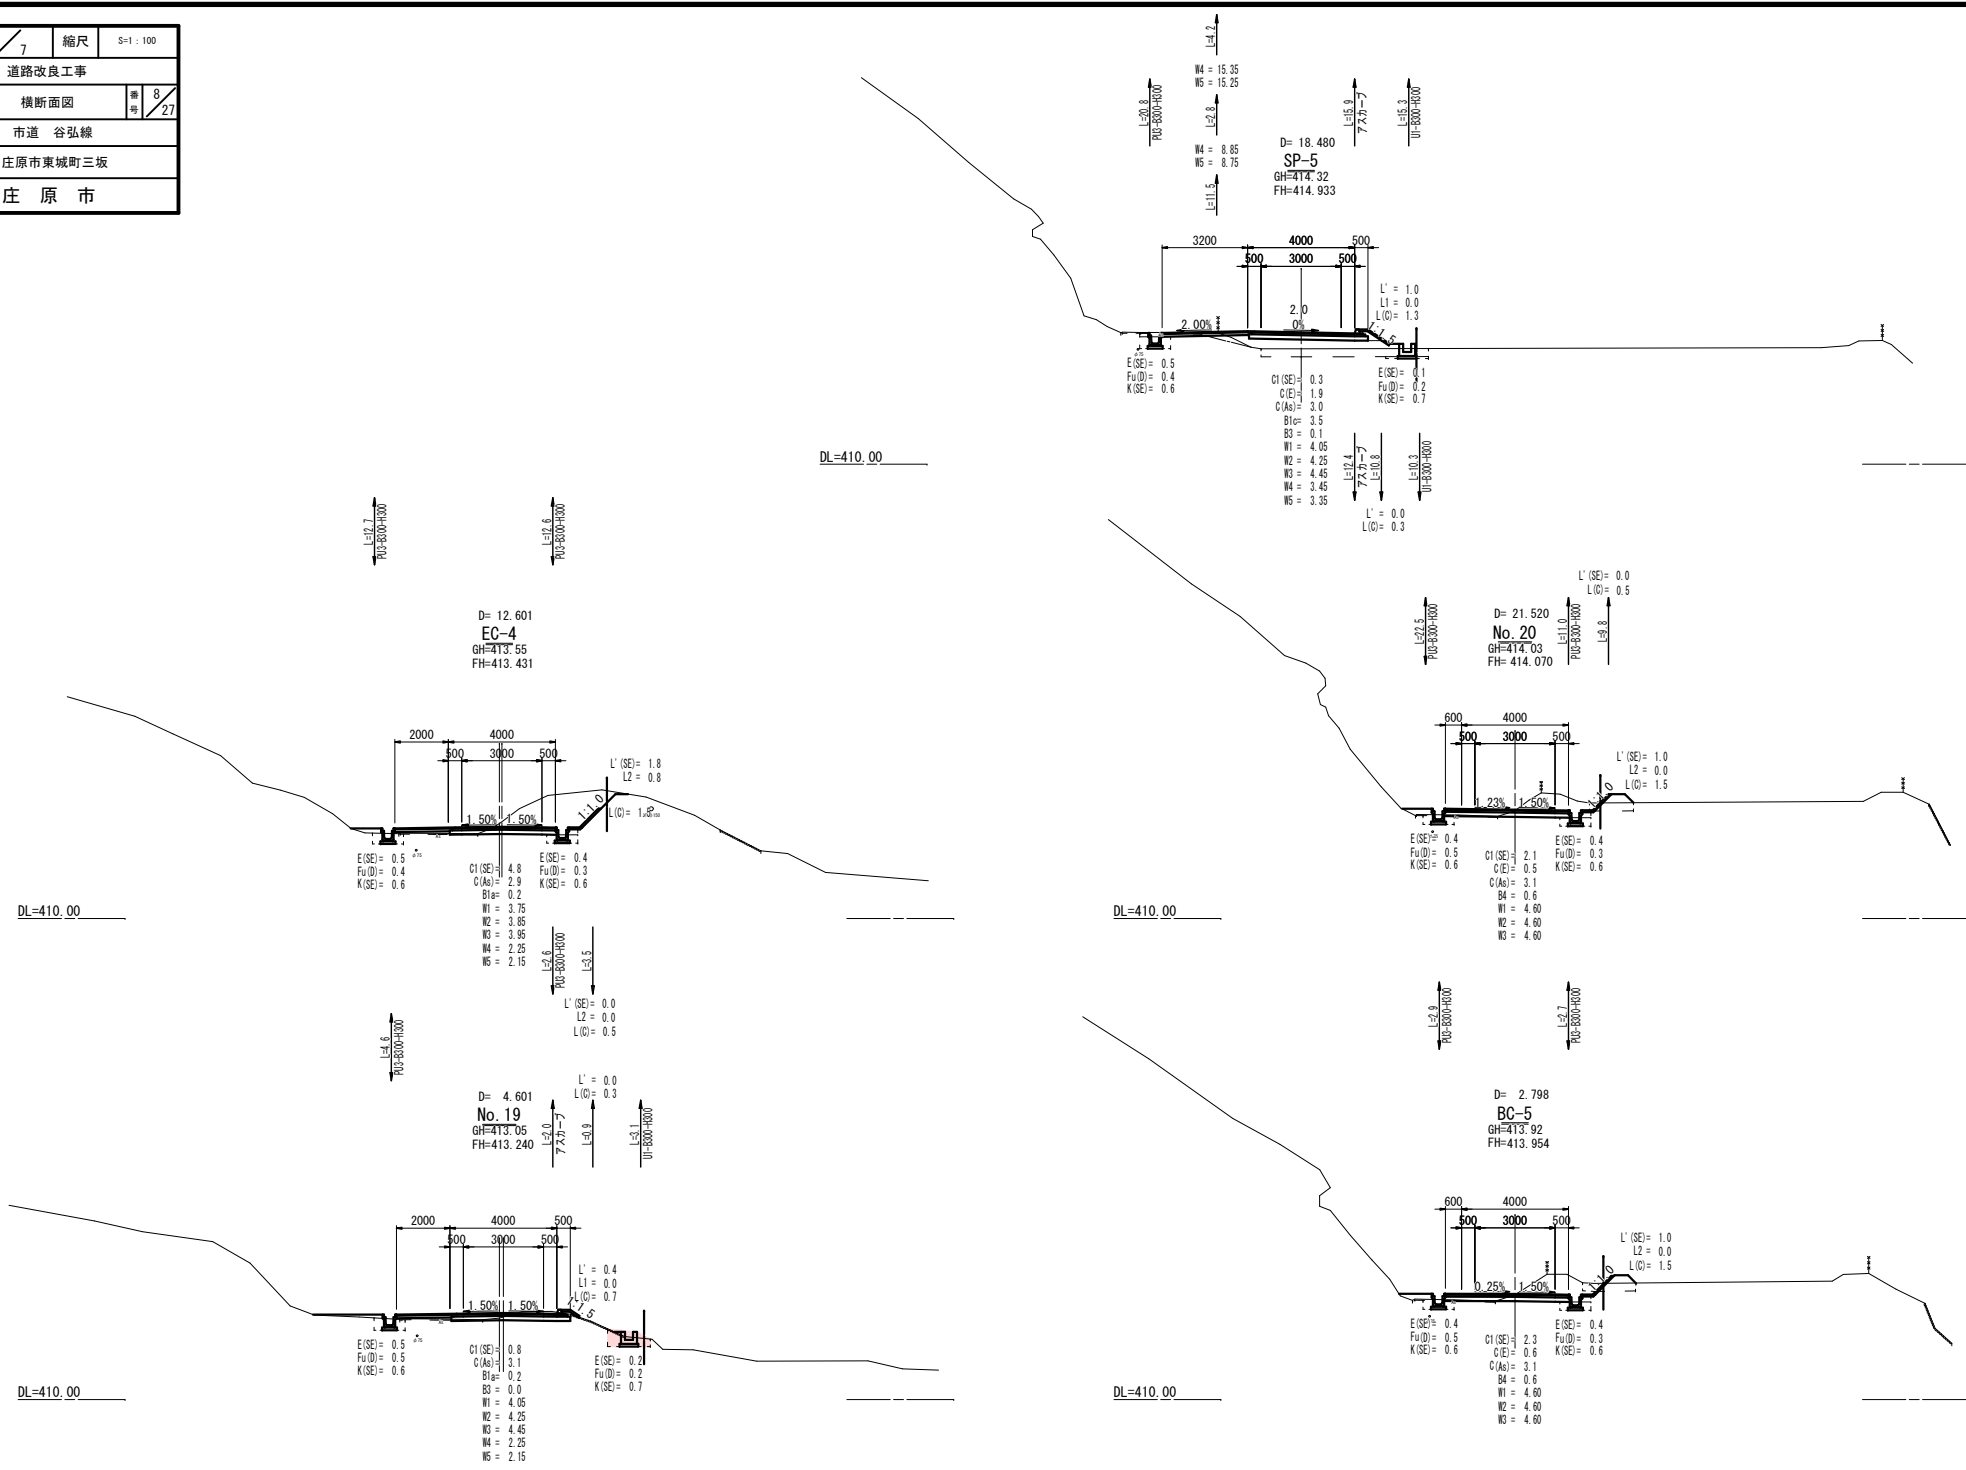 7
縮尺
S=1 : 100
道路改良工事
横断面図
番号
8/27
市道 谷弘線
庄原市東城町三坂
庄 原 市
L=4.2
W4 = 15.35
W5 = 15.25
L=20.8
PU3-B300-H300
L=2.8
W4 = 8.85
W5 = 8.75
L=11.5
L=15.9
アスカーブ
L=15.3
U1-B300-H300
D= 18.480
SP-5
GH=414.32
FH=414.933
3200
4000
500
500
3000
500
2.00%
2.0
0%
1:1.5
L' = 1.0
L1 = 0.0
L(C)= 1.3
E(SE)= 0.5
Fu(D)= 0.4
K(SE)= 0.6
C1(SE)= 0.3
C(E)= 1.9
C(As)= 3.0
B1c= 3.5
B3 = 0.1
W1 = 4.05
W2 = 4.25
W3 = 4.45
W4 = 3.45
W5 = 3.35
E(SE)= 0.1
Fu(D)= 0.2
K(SE)= 0.7
L=12.4
アスカーブ
L=10.8
L=10.3
U1-B300-H300
L' = 0.0
L(C)= 0.3
DL=410.00
L=12.7
PU3-B300-H300
L=12.6
PU3-B300-H300
D= 12.601
EC-4
GH=413.55
FH=413.431
2000
4000
500
3000
500
1.50%
1.50%
1:1.0
L'(SE)= 1.8
L2 = 0.8
L(C)= 1.5
E(SE)= 0.5
Fu(D)= 0.4
K(SE)= 0.6
C1(SE)= 4.8
C(As)= 2.9
B1a= 0.2
W1 = 3.75
W2 = 3.85
W3 = 3.95
W4 = 2.25
W5 = 2.15
E(SE)= 0.4
Fu(D)= 0.3
K(SE)= 0.6
DL=410.00
L=2.6
PU3-B300-H300
L=3.5
L'(SE)= 0.0
L2 = 0.0
L(C)= 0.5
L'(SE)= 0.0
L(C)= 0.5
L=22.5
PU3-B300-H300
D= 21.520
No.20
GH=414.03
FH= 414.070
L=11.0
PU3-B300-H300
L=9.8
600
4000
500
3000
500
1.23%
1.50%
1:1.0
L'(SE)= 1.0
L2 = 0.0
L(C)= 1.5
E(SE)= 0.4
Fu(D)= 0.5
K(SE)= 0.6
C1(SE)= 2.1
C(E)= 0.5
C(As)= 3.1
B4 = 0.6
W1 = 4.60
W2 = 4.60
W3 = 4.60
E(SE)= 0.4
Fu(D)= 0.3
K(SE)= 0.6
DL=410.00
L=4.6
PU3-B300-H300
L' = 0.0
L(C)= 0.3
D= 4.601
No.19
GH=413.05
FH=413.240
L=2.0
アスカーブ
L=0.9
L=3.1
U1-B300-H300
2000
4000
500
500
3000
500
1.50%
1.50%
1:1.5
L' = 0.4
L1 = 0.0
L(C)= 0.7
E(SE)= 0.5
Fu(D)= 0.5
K(SE)= 0.6
C1(SE)= 0.8
C(As)= 3.1
B1a= 0.2
B3 = 0.0
W1 = 4.05
W2 = 4.25
W3 = 4.45
W4 = 2.25
W5 = 2.15
E(SE)= 0.2
Fu(D)= 0.2
K(SE)= 0.7
DL=410.00
L=2.9
PU3-B300-H300
L=2.7
PU3-B300-H300
D= 2.798
BC-5
GH=413.92
FH=413.954
600
4000
500
3000
500
0.25%
1.50%
1:1.0
L'(SE)= 1.0
L2 = 0.0
L(C)= 1.5
E(SE)= 0.4
Fu(D)= 0.5
K(SE)= 0.6
C1(SE)= 2.3
C(E)= 0.6
C(As)= 3.1
B4 = 0.6
W1 = 4.60
W2 = 4.60
W3 = 4.60
E(SE)= 0.4
Fu(D)= 0.3
K(SE)= 0.6
DL=410.00